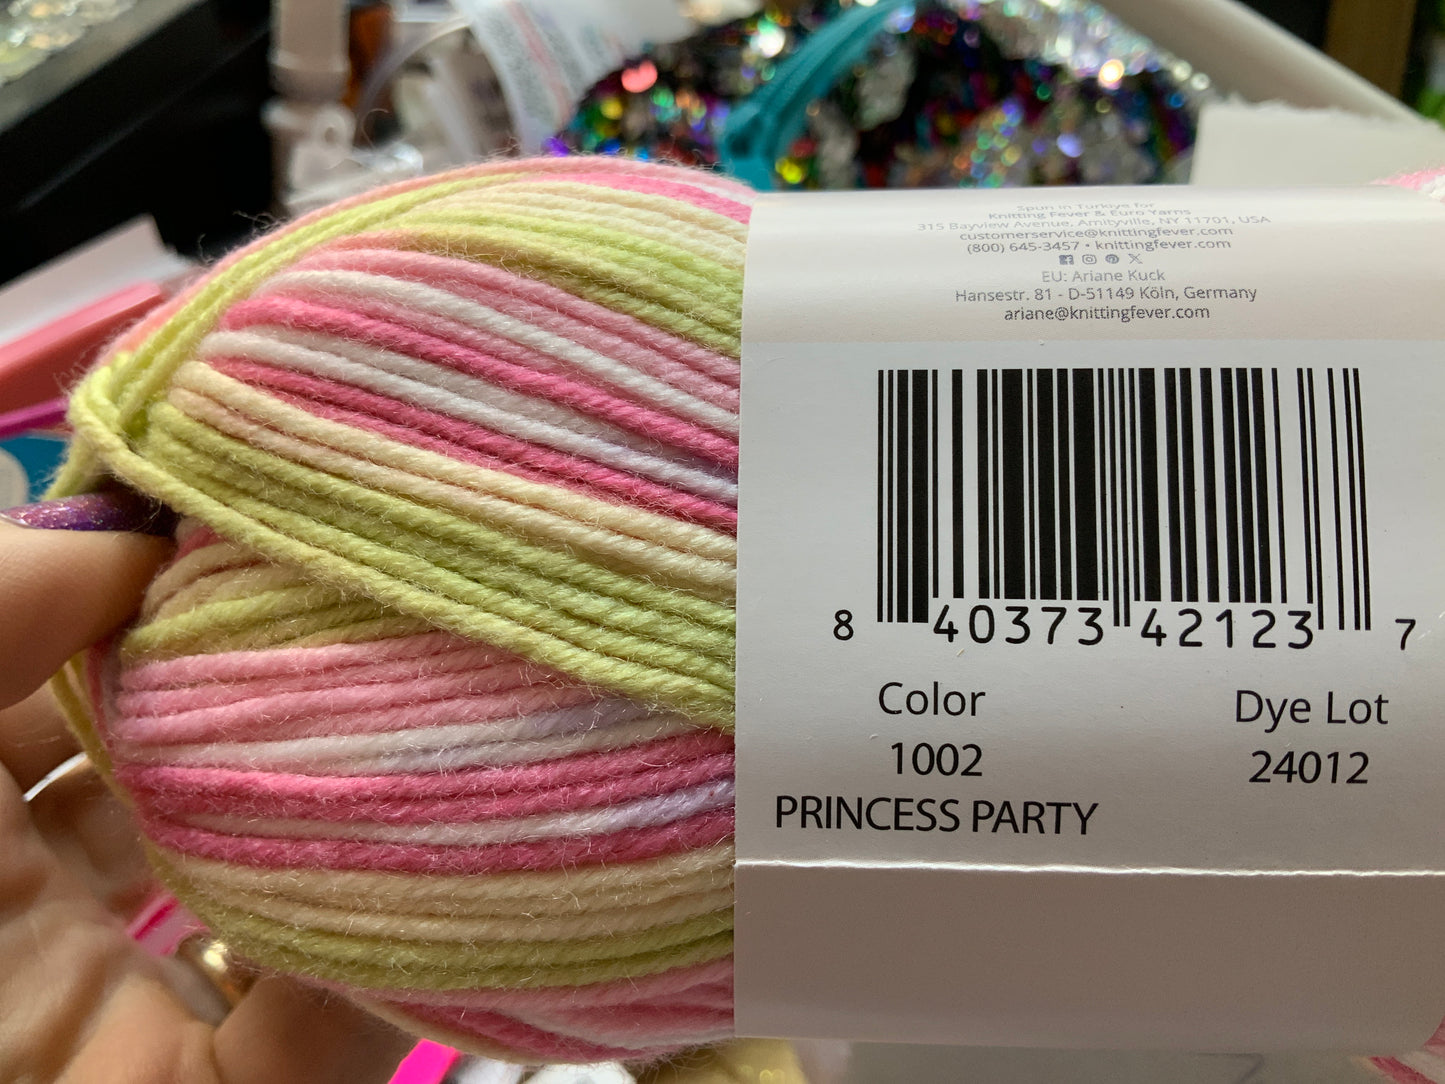 Spun in Türkiye for
Knitting Fever & Euro Yarns
315 Bayview Avenue, Amityville, NY 11701, USA
customerservice@knittingfever.com
(800) 645-3457 • knittingfever.com
EU: Ariane Kuck
Hansestr. 81 - D-51149 Köln, Germany
ariane@knittingfever.com
8 40373 42123 7
Color
1002
Dye Lot
24012
PRINCESS PARTY